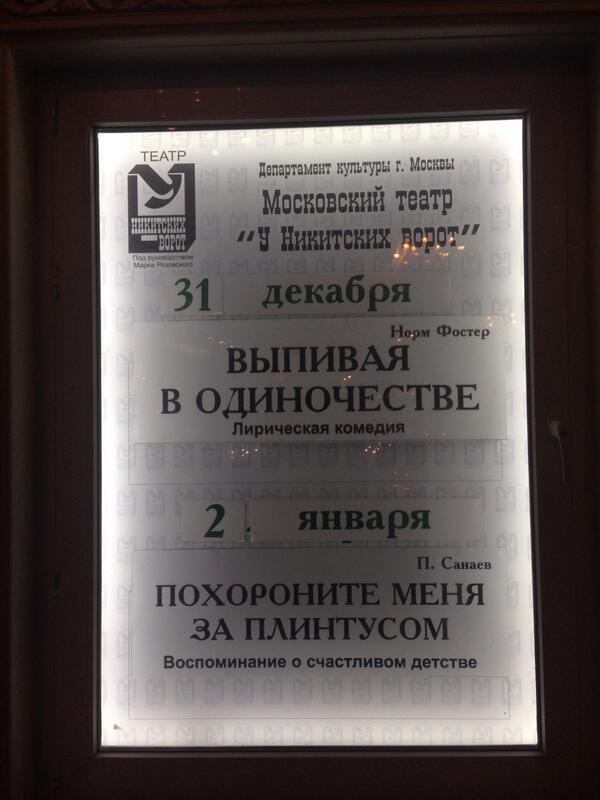 ТЕАТР
У
НИКИТСКИХ
ВОРОТ
Под руководством
Марка Розовского
Департамент культуры г. Москвы
Московский театр
“У Никитских ворот”
31 декабря
Норм Фостер
ВЫПИВАЯ
В ОДИНОЧЕСТВЕ
Лирическая комедия
2 января
П. Санаев
ПОХОРОНИТЕ МЕНЯ
ЗА ПЛИНТУСОМ
Воспоминание о счастливом детстве